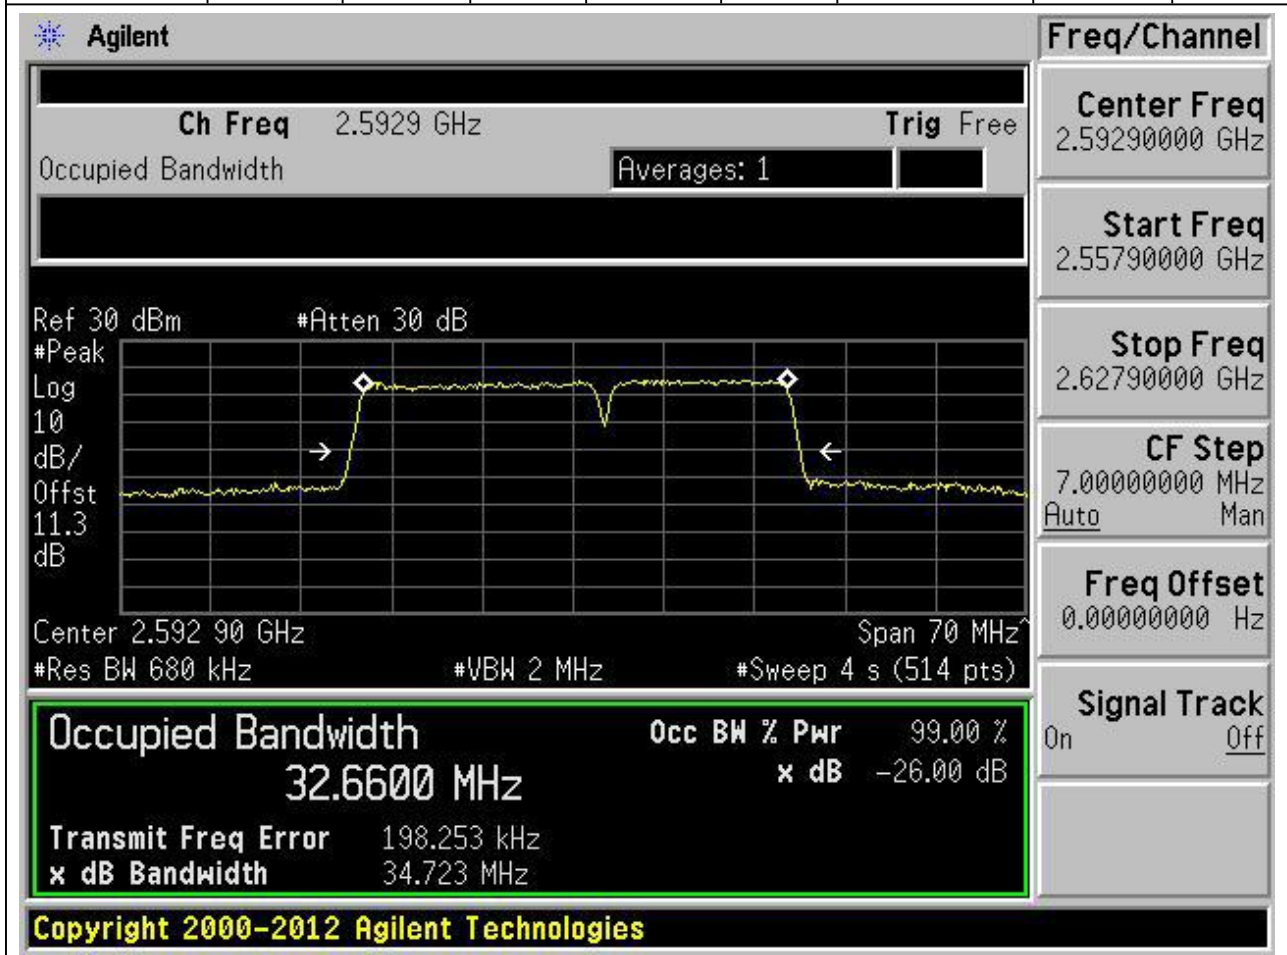 Agilent
Freq/Channel
Ch Freq 2.5929 GHz Trig Free
Occupied Bandwidth Averages: 1
Center Freq
2.59290000 GHz
Start Freq
2.55790000 GHz
Stop Freq
2.62790000 GHz
CF Step
7.00000000 MHz
Auto Man
Freq Offset
0.00000000 Hz
Signal Track
On Off
Ref 30 dBm #Atten 30 dB
#Peak
Log
10
dB/
Offst
11.3
dB
Center 2.592 90 GHz Span 70 MHz^
#Res BW 680 kHz #VBW 2 MHz #Sweep 4 s (514 pts)
Occupied Bandwidth Occ BW % Pwr 99.00 %
32.6600 MHz x dB -26.00 dB
Transmit Freq Error 198.253 kHz
x dB Bandwidth 34.723 MHz
Copyright 2000-2012 Agilent Technologies